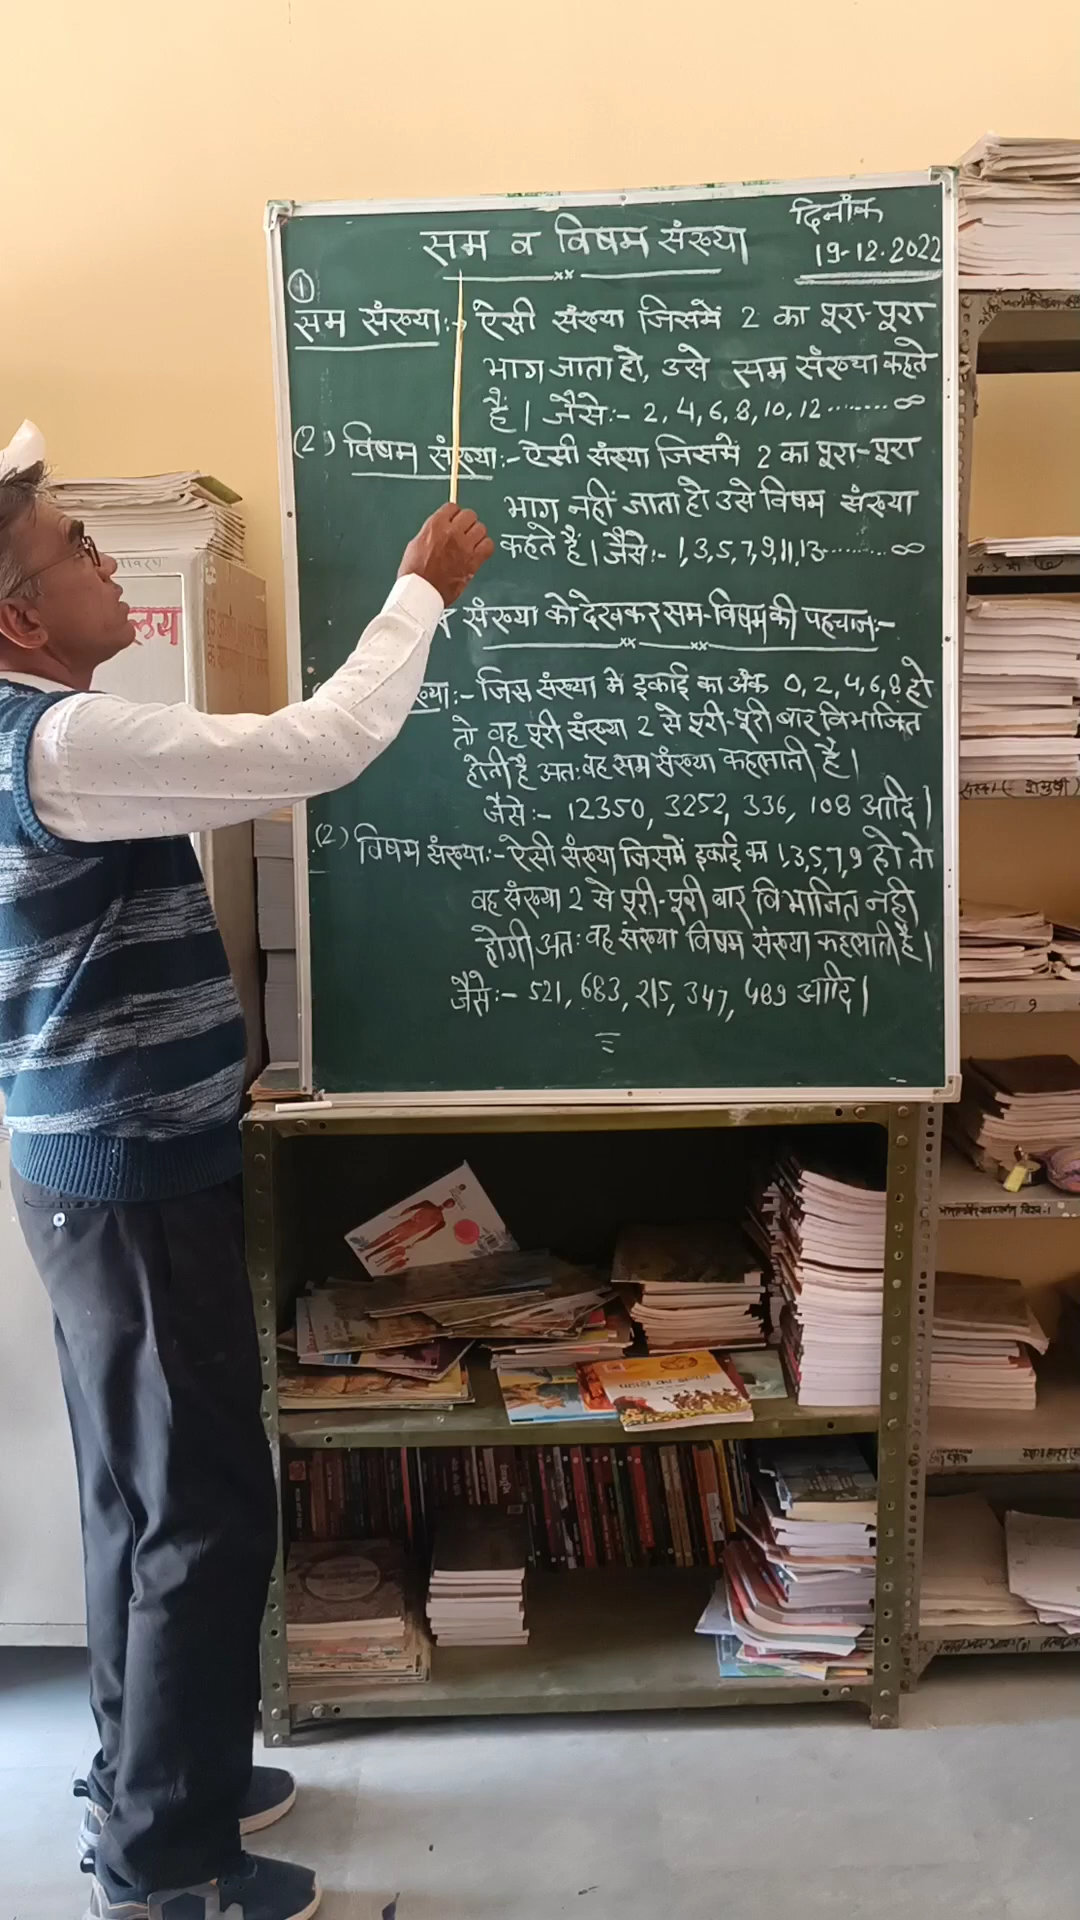 सम व विषम संख्या
दिनांक
19-12-2022
①
सम संख्या:- ऐसी संख्या जिसमें 2 का पूरा-पूरा
भाग जाता हो, उसे सम संख्या कहते
हैं। जैसे:- 2, 4, 6, 8, 10, 12........ ∞
(2) विषम संख्या:- ऐसी संख्या जिसमें 2 का पूरा-पूरा
भाग नहीं जाता हो उसे विषम संख्या
कहते हैं। जैसे:- 1, 3, 5, 7, 9, 11, 13.......... ∞
संख्या को देखकर सम-विषम की पहचान:-
ख्या:- जिस संख्या में इकाई का अंक 0, 2, 4, 6, 8 हो
तो वह पूरी संख्या 2 से पूरी-पूरी बार विभाजित
होती है अतः वह सम संख्या कहलाती है।
जैसे:- 12350, 3252, 336, 108 आदि।
(2) विषम संख्या:- ऐसी संख्या जिसमें इकाई का 1,3,5,7,9 हो तो
वह संख्या 2 से पूरी-पूरी बार विभाजित नही
होगी अतः वह संख्या विषम संख्या कहलाती है।
जैसे:- 521, 683, 215, 347, 489 आदि।
लय